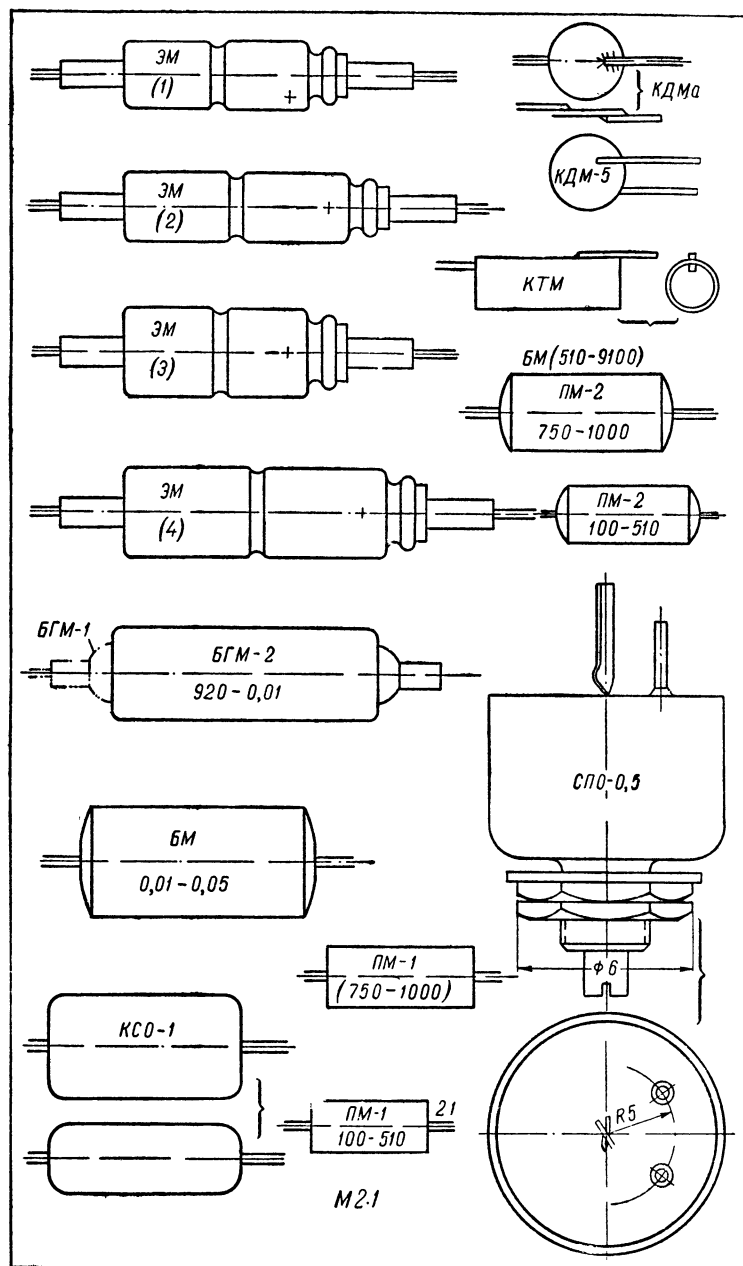 ЭМ
(1)
+
КДМа
ЭМ
(2)
+
КДМ-5
КТМ
ЭМ
(3)
+
БМ(510-9100)
ПМ-2
750-1000
ЭМ
(4)
+
ПМ-2
100-510
БГМ-1
БГМ-2
920-0,01
СПО-0,5
БМ
0,01-0,05
ПМ-1
(750-1000)
ф6
КСО-1
ПМ-1
100-510
21
R5
М2:1